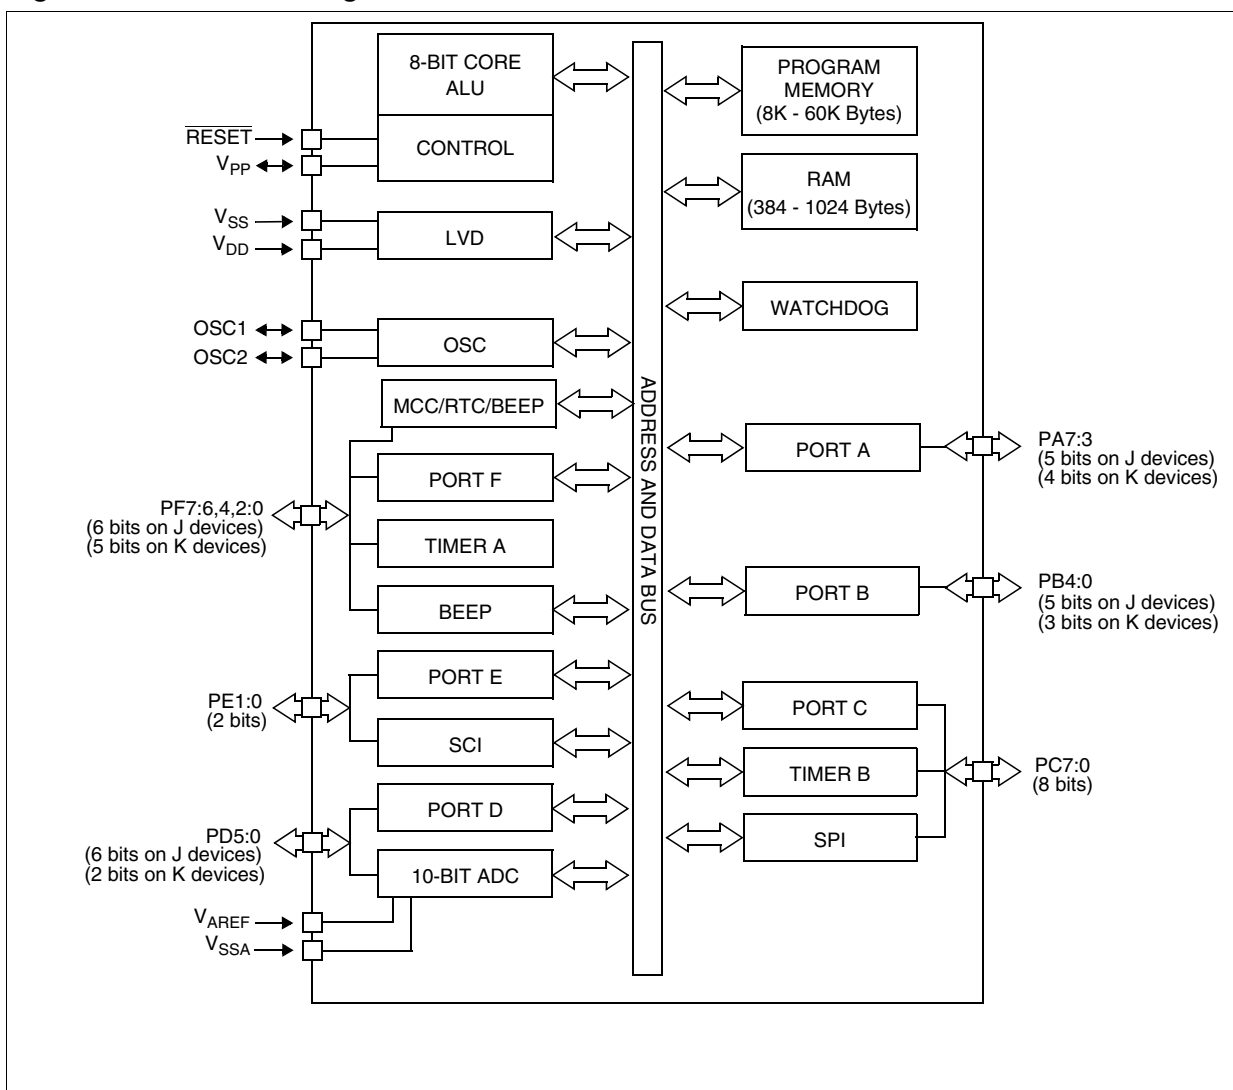 8-BIT CORE
ALU
CONTROL
RESET
VPP
VSS
VDD
LVD
OSC1
OSC2
OSC
MCC/RTC/BEEP
PORT F
TIMER A
BEEP
PF7:6,4,2:0
(6 bits on J devices)
(5 bits on K devices)
PORT E
SCI
PE1:0
(2 bits)
PORT D
10-BIT ADC
PD5:0
(6 bits on J devices)
(2 bits on K devices)
VAREF
VSSA
ADDRESS AND DATA BUS
PROGRAM
MEMORY
(8K - 60K Bytes)
RAM
(384 - 1024 Bytes)
WATCHDOG
PORT A
PA7:3
(5 bits on J devices)
(4 bits on K devices)
PORT B
PB4:0
(5 bits on J devices)
(3 bits on K devices)
PORT C
TIMER B
SPI
PC7:0
(8 bits)